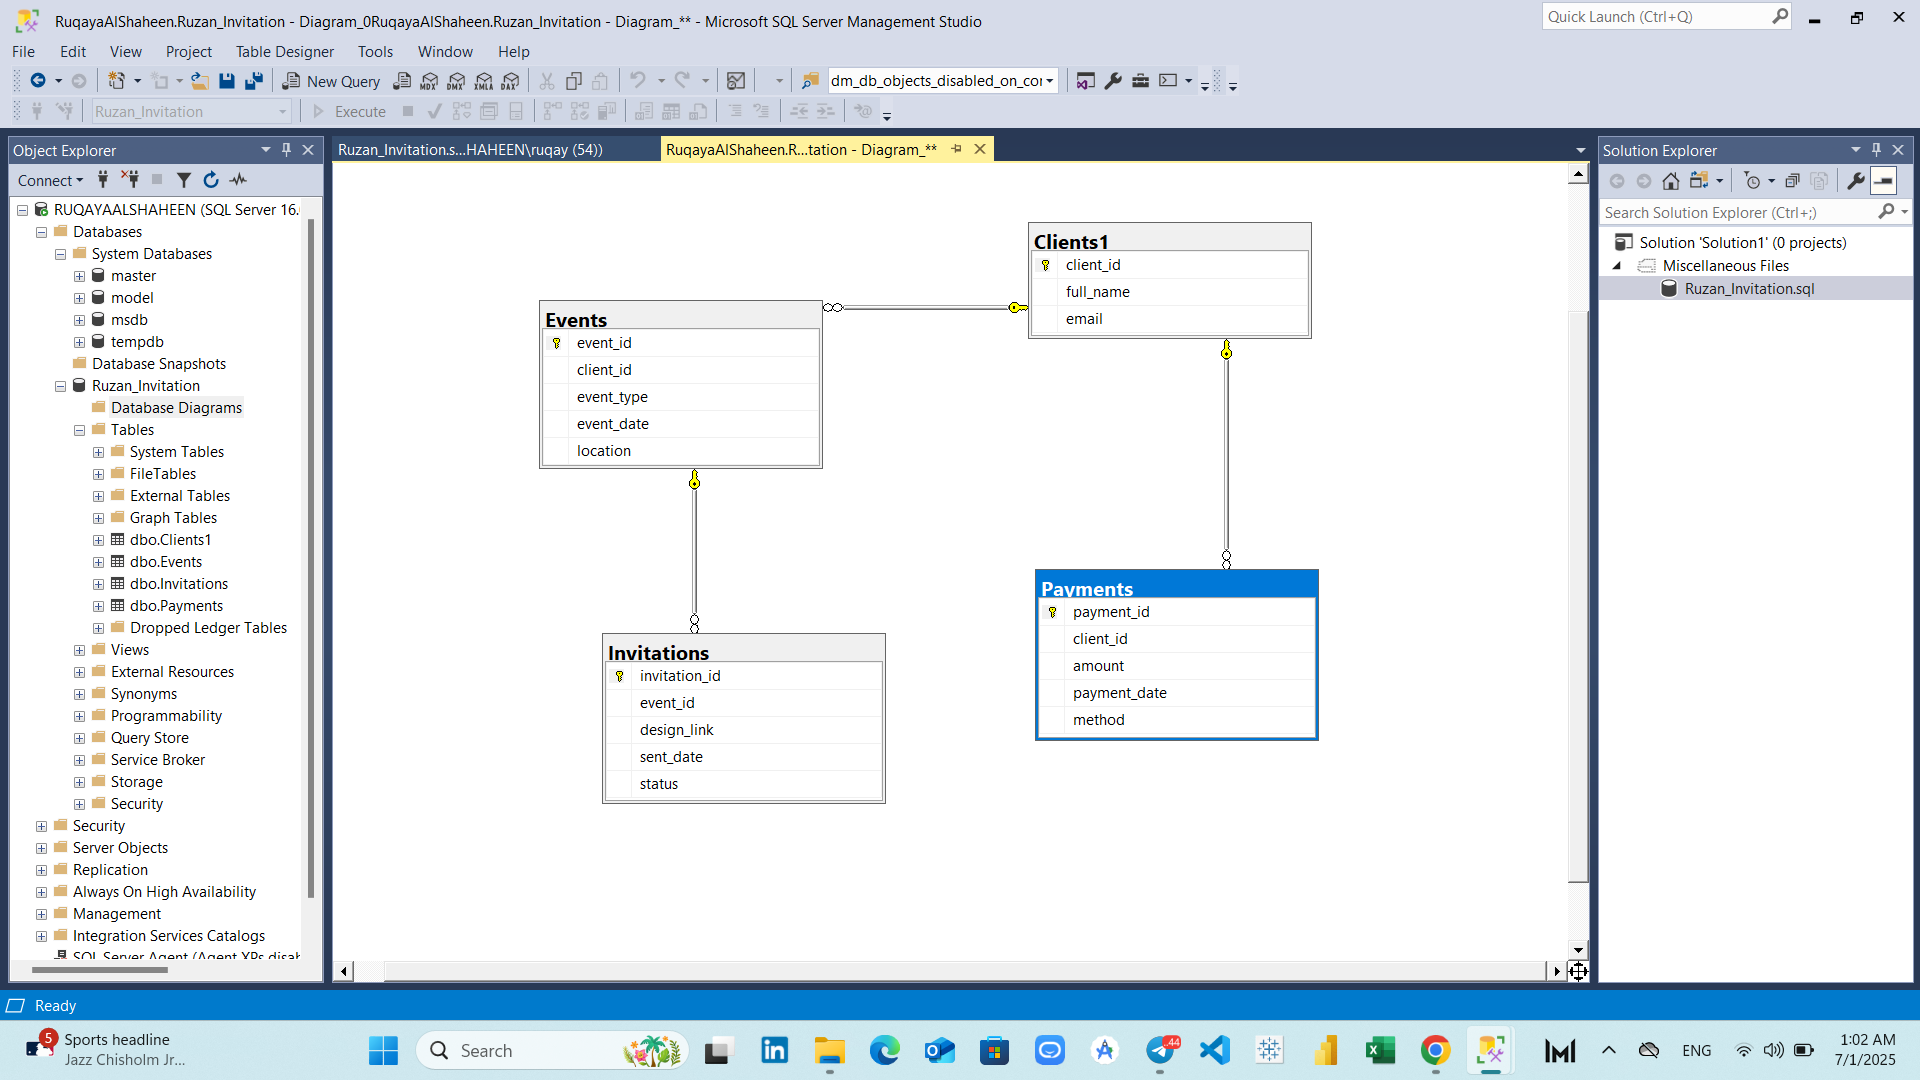 RuqayaAlShaheen.Ruzan_Invitation - Diagram_0RuqayaAlShaheen.Ruzan_Invitation - Diagram_** - Microsoft SQL Server Management Studio
Quick Launch (Ctrl+Q)
File Edit View Project Table Designer Tools Window Help
New Query
MDX DMX XMLA DAX
dm_db_objects_disabled_on_cor
Ruzan_Invitation
Execute
Object Explorer
Connect
RUQAYAALSHAHEEN (SQL Server 16.
Databases
System Databases
master
model
msdb
tempdb
Database Snapshots
Ruzan_Invitation
Database Diagrams
Tables
System Tables
FileTables
External Tables
Graph Tables
dbo.Clients1
dbo.Events
dbo.Invitations
dbo.Payments
Dropped Ledger Tables
Views
External Resources
Synonyms
Programmability
Query Store
Service Broker
Storage
Security
Security
Server Objects
Replication
Always On High Availability
Management
Integration Services Catalogs
SQL Server Agent (Agent XPs disab
Ruzan_Invitation.s...HAHEEN\ruqay (54))
RuqayaAlShaheen.R...tation - Diagram_**
Clients1
client_id
full_name
email
Events
event_id
client_id
event_type
event_date
location
Payments
payment_id
client_id
amount
payment_date
method
Invitations
invitation_id
event_id
design_link
sent_date
status
Solution Explorer
Search Solution Explorer (Ctrl+;)
Solution 'Solution1' (0 projects)
Miscellaneous Files
Ruzan_Invitation.sql
Ready
5
Sports headline
Jazz Chisholm Jr...
Search
44
ENG
1:02 AM
7/1/2025